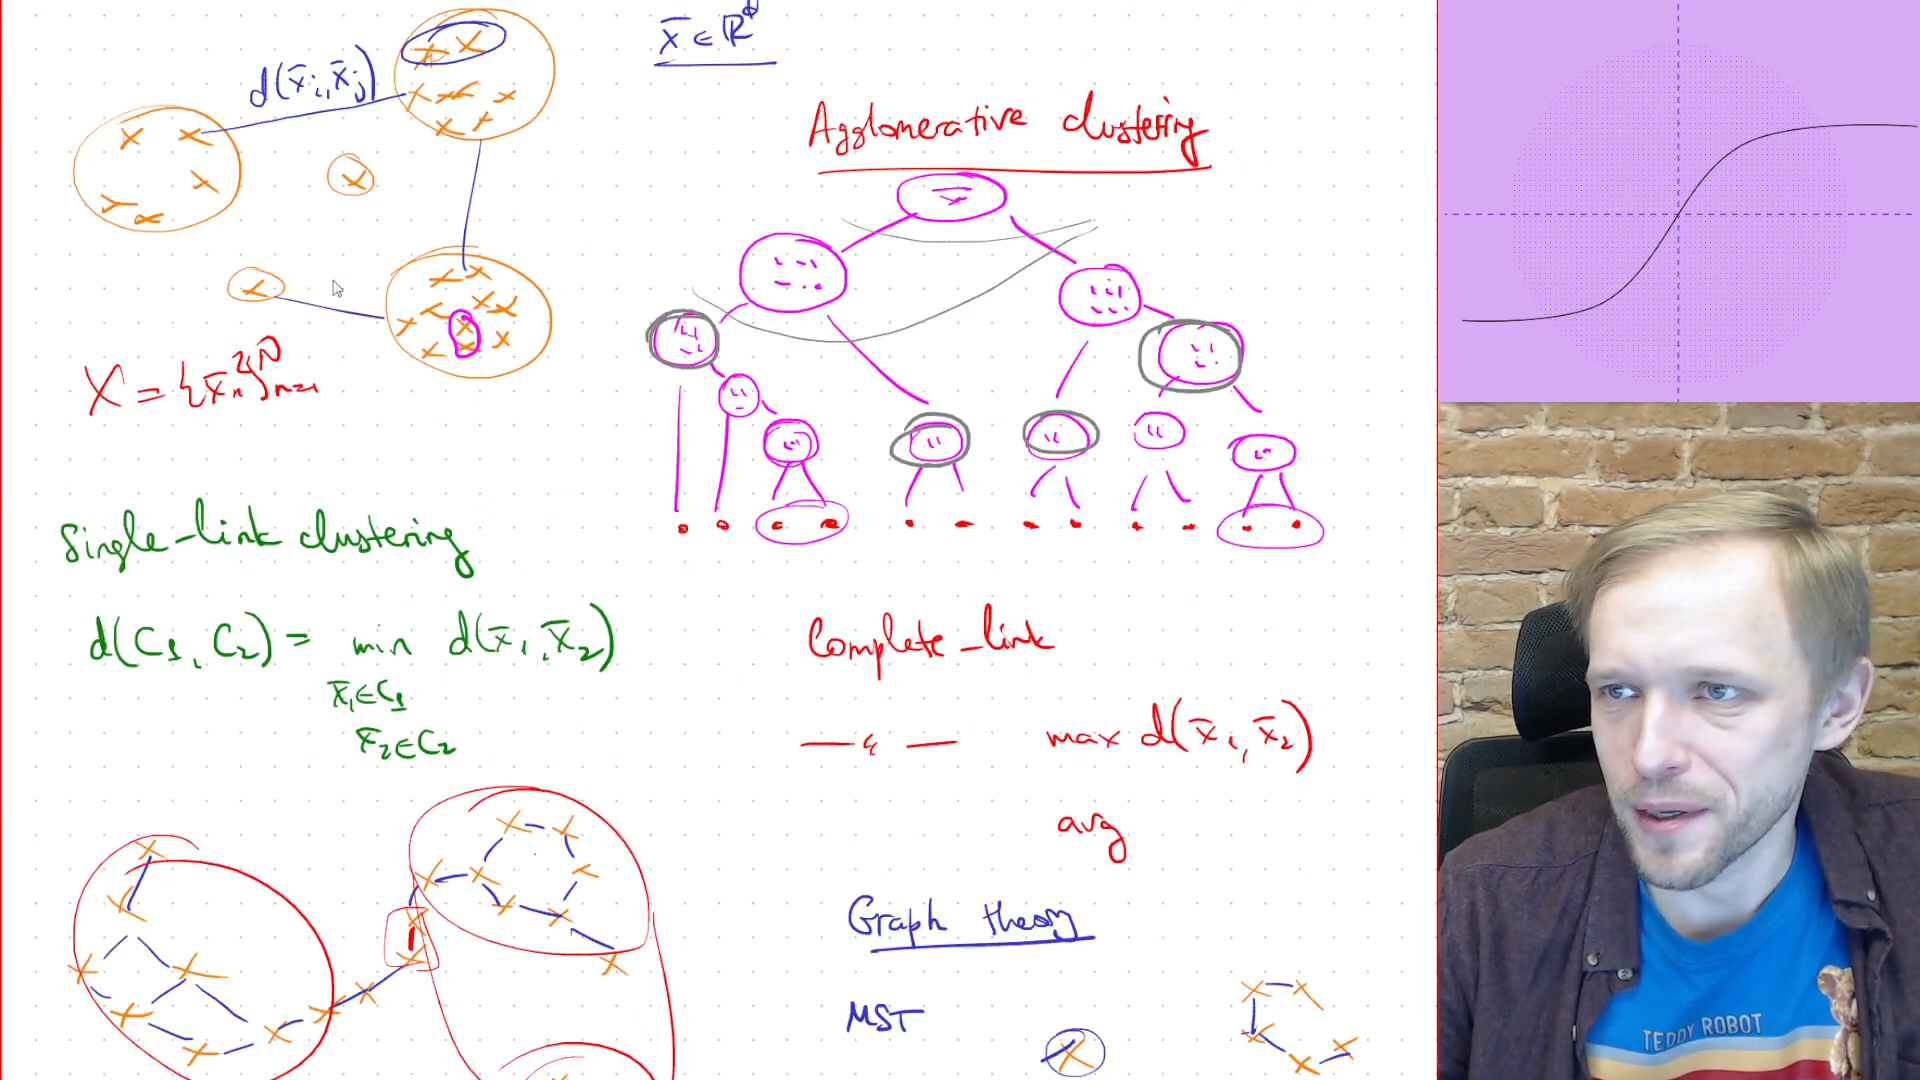 x̄ ∈ ℝᵈ
d(x̄ᵢ, x̄ⱼ)
Agglomerative clustering
X = {x̄ₙ}ᴺₙ₌₁
Single-link clustering
d(C₁, C₂) = min d(x̄₁, x̄₂)
x̄₁∈C₁
x̄₂∈C₂
Complete-link
—〃— max d(x̄₁, x̄₂)
avg
Graph theory
MST
TEDDY ROBOT